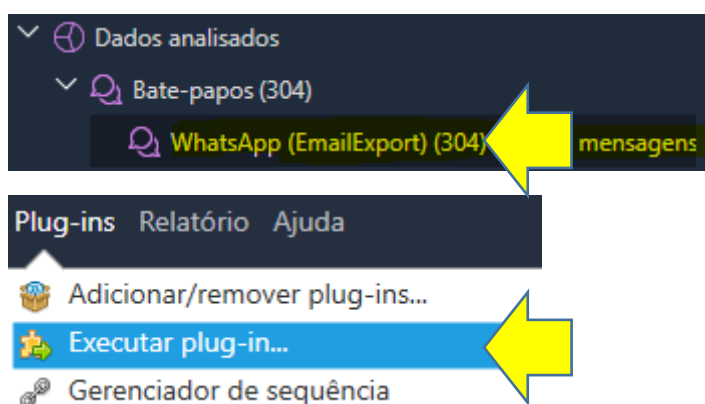 Dados analisados
Bate-papos (304)
WhatsApp (EmailExport) (304) mensagens
Plug-ins Relatório Ajuda
Adicionar/remover plug-ins...
Executar plug-in...
Gerenciador de sequência